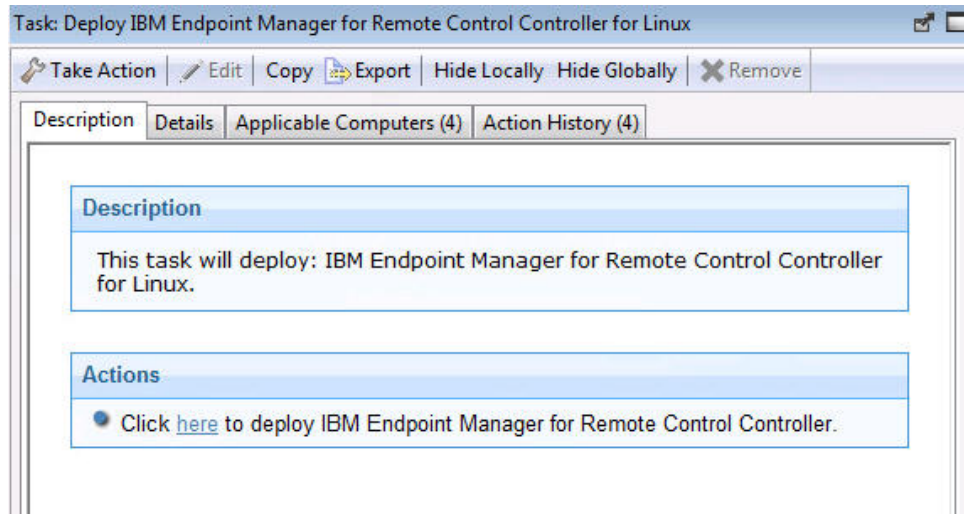 Task: Deploy IBM Endpoint Manager for Remote Control Controller for Linux
Take Action Edit Copy Export Hide Locally Hide Globally Remove
Description Details Applicable Computers (4) Action History (4)
Description
This task will deploy: IBM Endpoint Manager for Remote Control Controller
for Linux.
Actions
Click here to deploy IBM Endpoint Manager for Remote Control Controller.